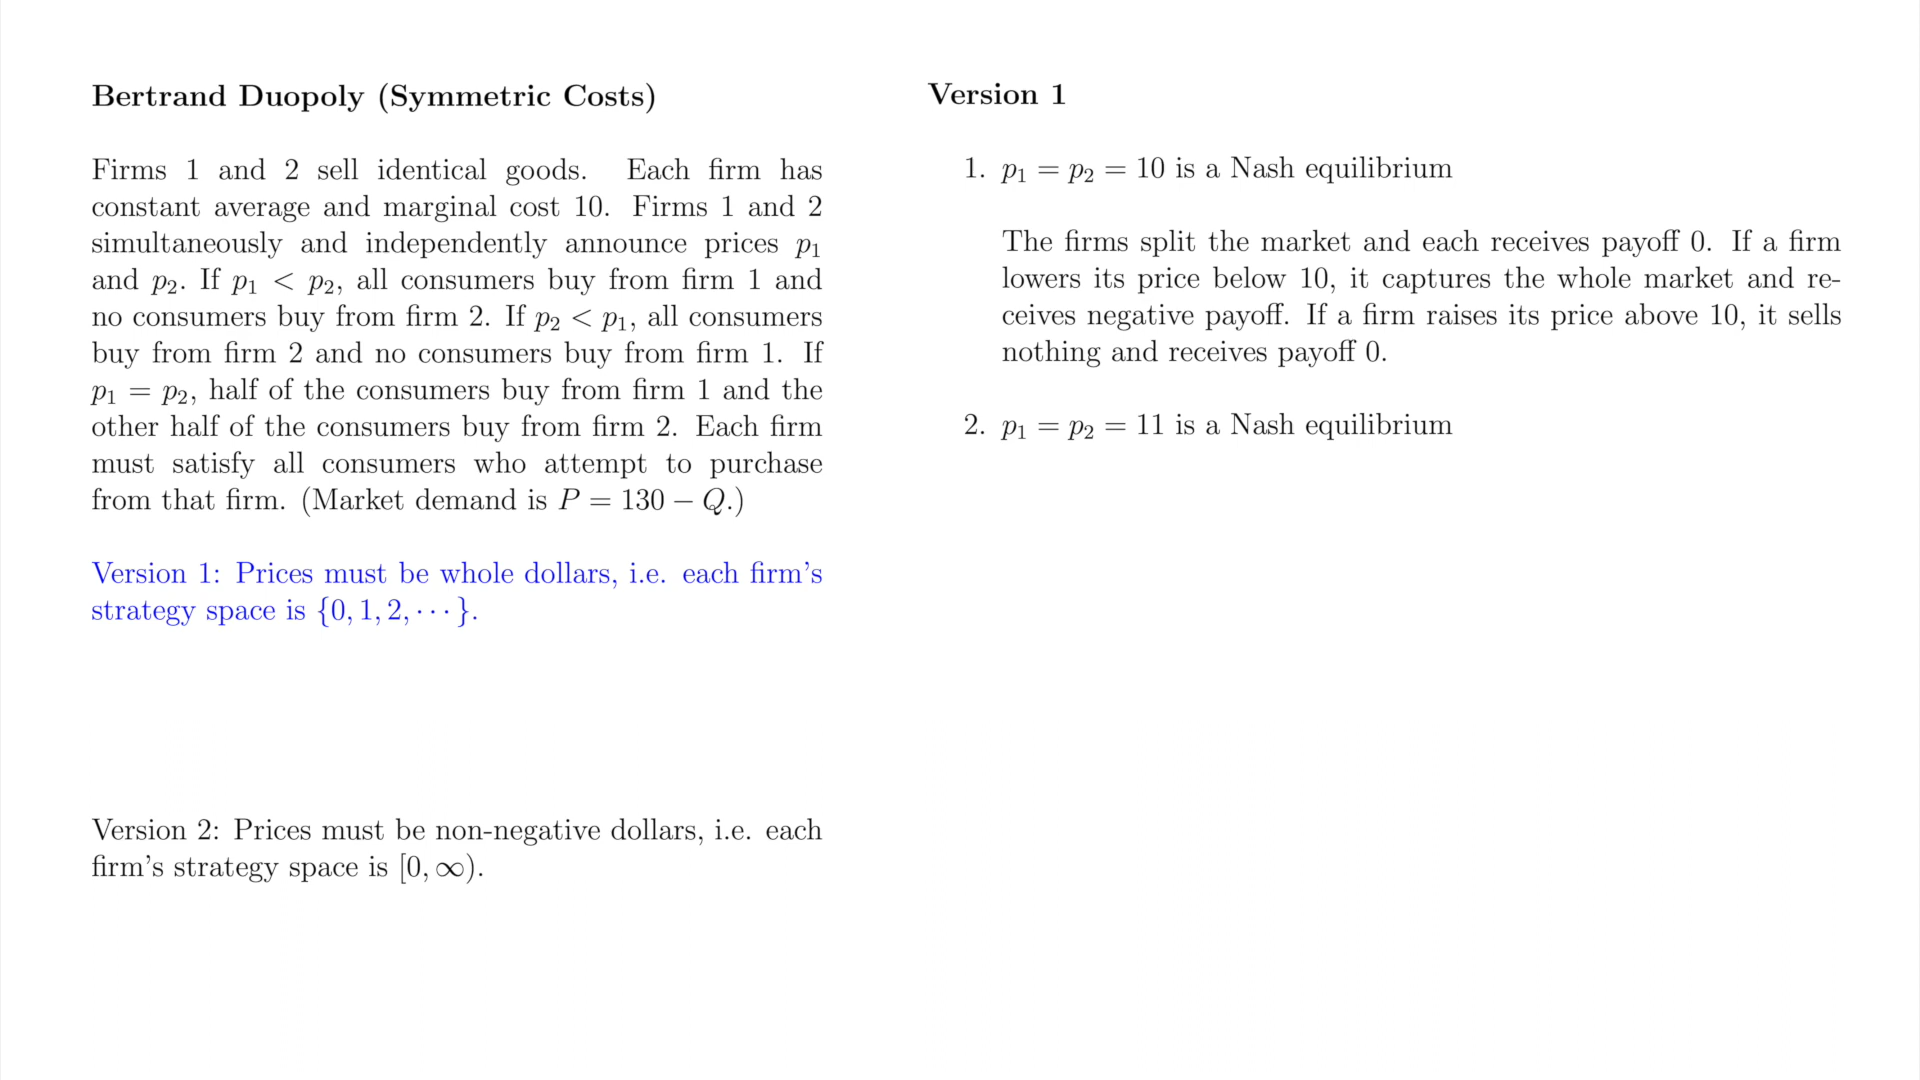 Bertrand Duopoly (Symmetric Costs)
Firms 1 and 2 sell identical goods. Each firm has
constant average and marginal cost 10. Firms 1 and 2
simultaneously and independently announce prices p₁
and p₂. If p₁ < p₂, all consumers buy from firm 1 and
no consumers buy from firm 2. If p₂ < p₁, all consumers
buy from firm 2 and no consumers buy from firm 1. If
p₁ = p₂, half of the consumers buy from firm 1 and the
other half of the consumers buy from firm 2. Each firm
must satisfy all consumers who attempt to purchase
from that firm. (Market demand is P = 130 − Q.)
Version 1: Prices must be whole dollars, i.e. each firm's
strategy space is {0, 1, 2, ⋯}.
Version 2: Prices must be non-negative dollars, i.e. each
firm's strategy space is [0, ∞).
Version 1
1. p₁ = p₂ = 10 is a Nash equilibrium
The firms split the market and each receives payoff 0. If a firm
lowers its price below 10, it captures the whole market and re-
ceives negative payoff. If a firm raises its price above 10, it sells
nothing and receives payoff 0.
2. p₁ = p₂ = 11 is a Nash equilibrium